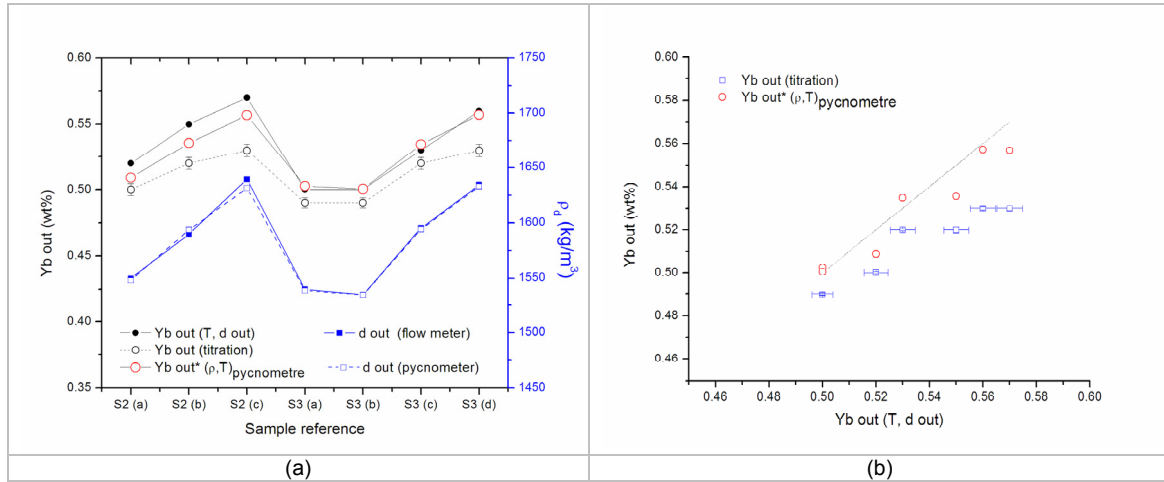 0.60
0.55
0.50
0.45
0.40
0.35
Yb out (wt%)
1750
1700
1650
1600
1550
1500
1450
ρd (kg/m³)
Yb out (T, d out)
Yb out (titration)
Yb out* (ρ,T)pycnometre
d out (flow meter)
d out (pycnometer)
S2 (a) S2 (b) S2 (c) S3 (a) S3 (b) S3 (c) S3 (d)
Sample reference
(a)
0.60
0.58
0.56
0.54
0.52
0.50
0.48
0.46
Yb out (wt%)
Yb out (titration)
Yb out* (ρ,T)pycnometre
0.46 0.48 0.50 0.52 0.54 0.56 0.58 0.60
Yb out (T, d out)
(b)